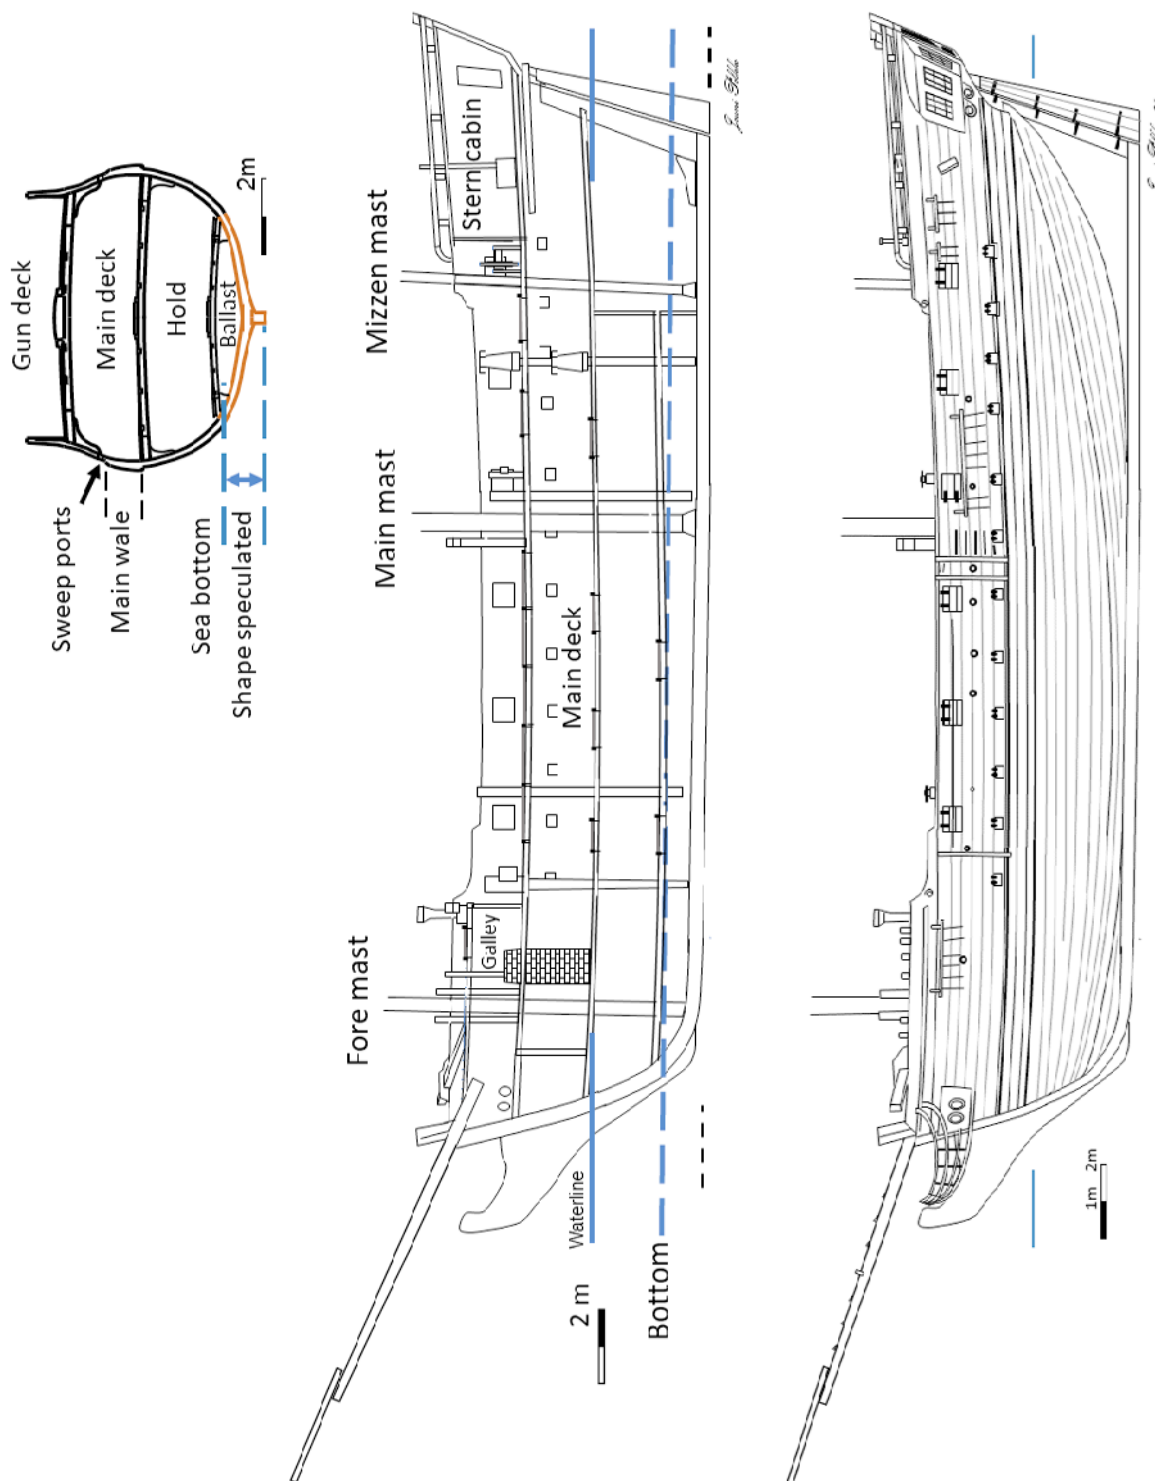 Gun deck
Main deck
Hold
Ballast
2m
Sweep ports
Main wale
Sea bottom
Shape speculated
Fore mast
Main mast
Mizzen mast
Stern cabin
Galley
Main deck
Waterline
Bottom
2 m
1m 2m